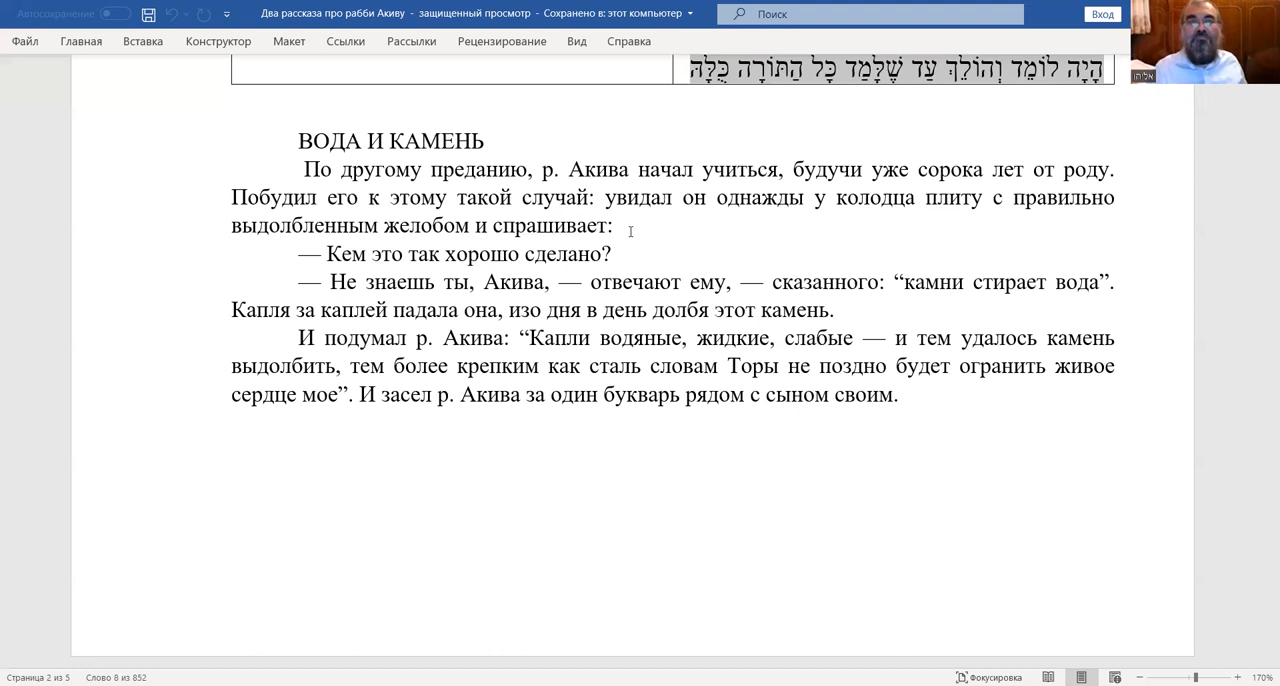 Автосохранение
Два рассказа про рабби Акиву - защищенный просмотр - Сохранено в: этот компьютер
Поиск
Вход
Файл Главная Вставка Конструктор Макет Ссылки Рассылки Рецензирование Вид Справка
אליהו
הָיָה לוֹמֵד וְהוֹלֵךְ עַד שֶׁלָּמַד כָּל הַתּוֹרָה כֻּלָּהּ
ВОДА И КАМЕНЬ
По другому преданию, р. Акива начал учиться, будучи уже сорока лет от роду.
Побудил его к этому такой случай: увидал он однажды у колодца плиту с правильно
выдолбленным желобом и спрашивает:
— Кем это так хорошо сделано?
— Не знаешь ты, Акива, — отвечают ему, — сказанного: “камни стирает вода”.
Капля за каплей падала она, изо дня в день долбя этот камень.
И подумал р. Акива: “Капли водяные, жидкие, слабые — и тем удалось камень
выдолбить, тем более крепким как сталь словам Торы не поздно будет огранить живое
сердце мое”. И засел р. Акива за один букварь рядом с сыном своим.
Страница 2 из 5 Слово 8 из 852
Фокусировка
170%